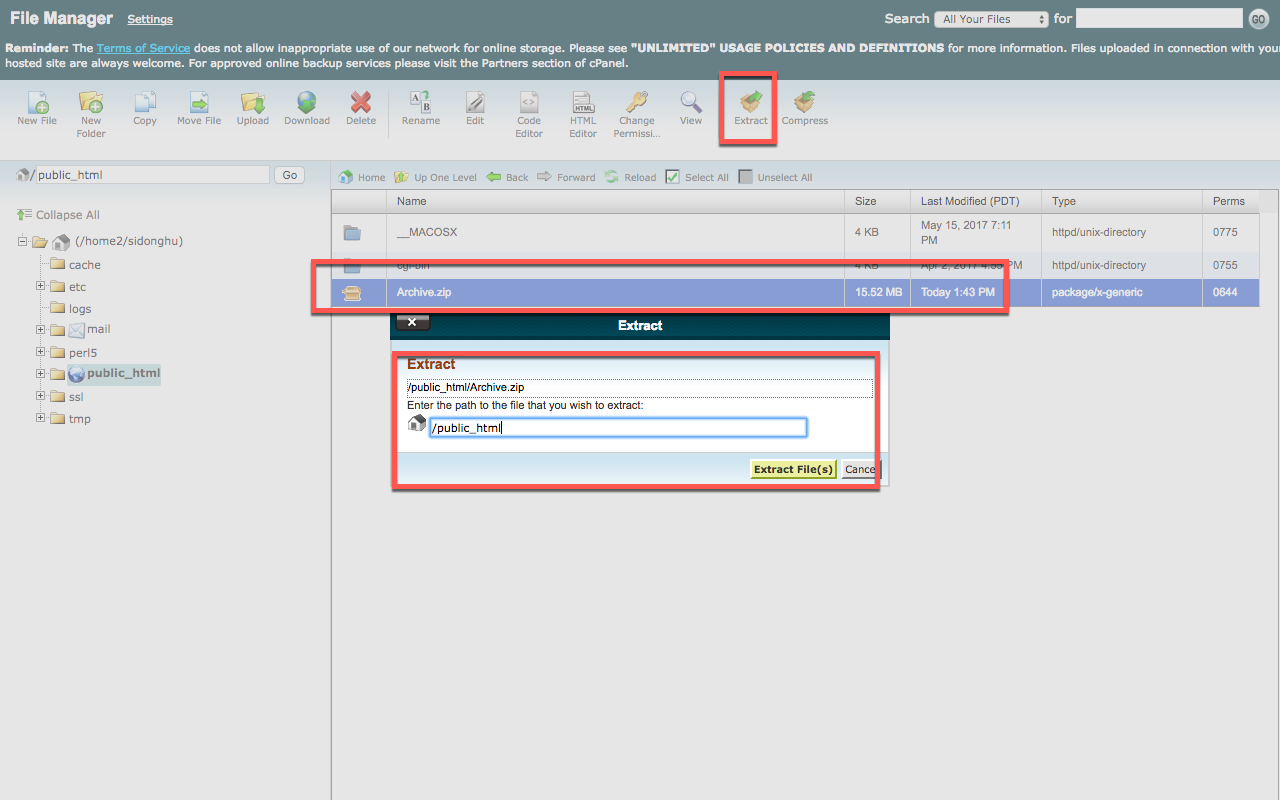 File Manager Settings
Search All Your Files for GO
Reminder: The Terms of Service does not allow inappropriate use of our network for online storage. Please see "UNLIMITED" USAGE POLICIES AND DEFINITIONS for more information. Files uploaded in connection with your
hosted site are always welcome. For approved online backup services please visit the Partners section of cPanel.
New File
New Folder
Copy
Move File
Upload
Download
Delete
Rename
Edit
Code Editor
HTML Editor
Change Permissi...
View
Extract
Compress
/ public_html Go
Collapse All
(/home2/sidonghu)
cache
etc
logs
mail
perl5
public_html
ssl
tmp
Home Up One Level Back Forward Reload Select All Unselect All
Name Size Last Modified (PDT) Type Perms
__MACOSX 4 KB May 15, 2017 7:11 PM httpd/unix-directory 0775
cgi-bin 4 KB Apr 2, 2017 4:55 PM httpd/unix-directory 0755
Archive.zip 15.52 MB Today 1:43 PM package/x-generic 0644
Extract
Extract
/public_html/Archive.zip
Enter the path to the file that you wish to extract:
/public_html
Extract File(s) Cancel